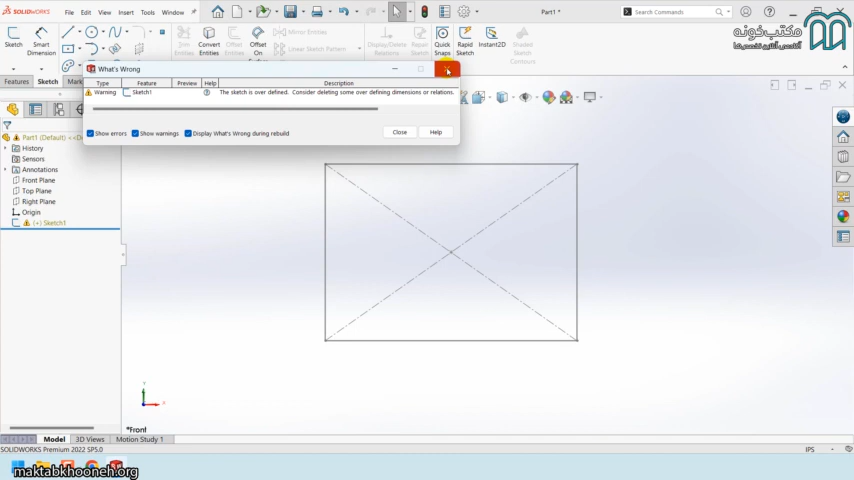 SOLIDWORKS
File
Edit
View
Insert
Tools
Window
Part1 *
Search Commands
مکتب‌خونه
Sketch
Smart Dimension
Trim Entities
Convert Entities
Offset Entities
Offset On Surface
Mirror Entities
Linear Sketch Pattern
Display/Delete Relations
Repair Sketch
Quick Snaps
Rapid Sketch
Instant2D
Shaded Sketch Contours
Features
Sketch
What's Wrong
Type
Feature
Preview
Help
Description
Warning
Sketch1
The sketch is over defined. Consider deleting some over defining dimensions or relations.
Show errors
Show warnings
Display What's Wrong during rebuild
Close
Help
Part1 (Default) <<De
History
Sensors
Annotations
Front Plane
Top Plane
Right Plane
Origin
(+) Sketch1
*Front
Model
3D Views
Motion Study 1
SOLIDWORKS Premium 2022 SP5.0
IPS
maktabkhooneh.org